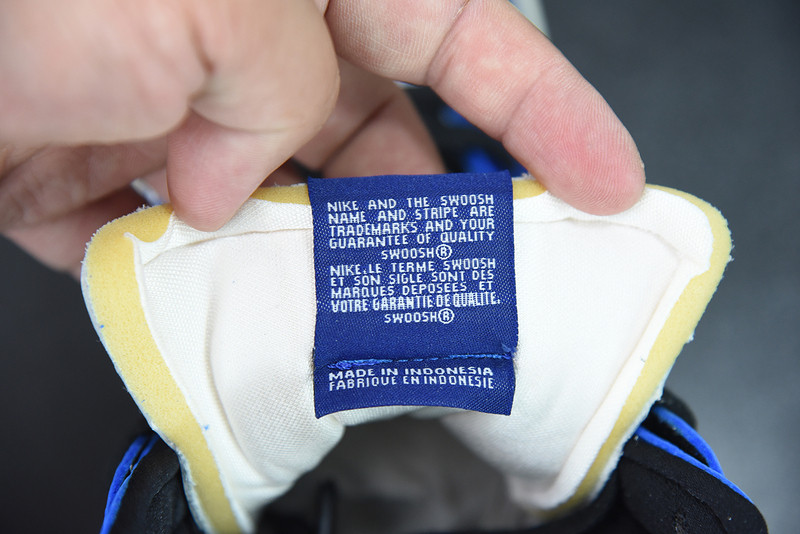 NIKE AND THE SWOOSH
NAME AND STRIPE ARE
TRADEMARKS AND YOUR
GUARANTEE OF QUALITY
SWOOSH®
NIKE.LE TERME SWOOSH
ET SON SIGLE SONT DES
MARQUES DEPOSEES ET
VOTRE GARANTIE DE QUALITE.
SWOOSH®
MADE IN INDONESIA
FABRIQUE EN INDONESIE